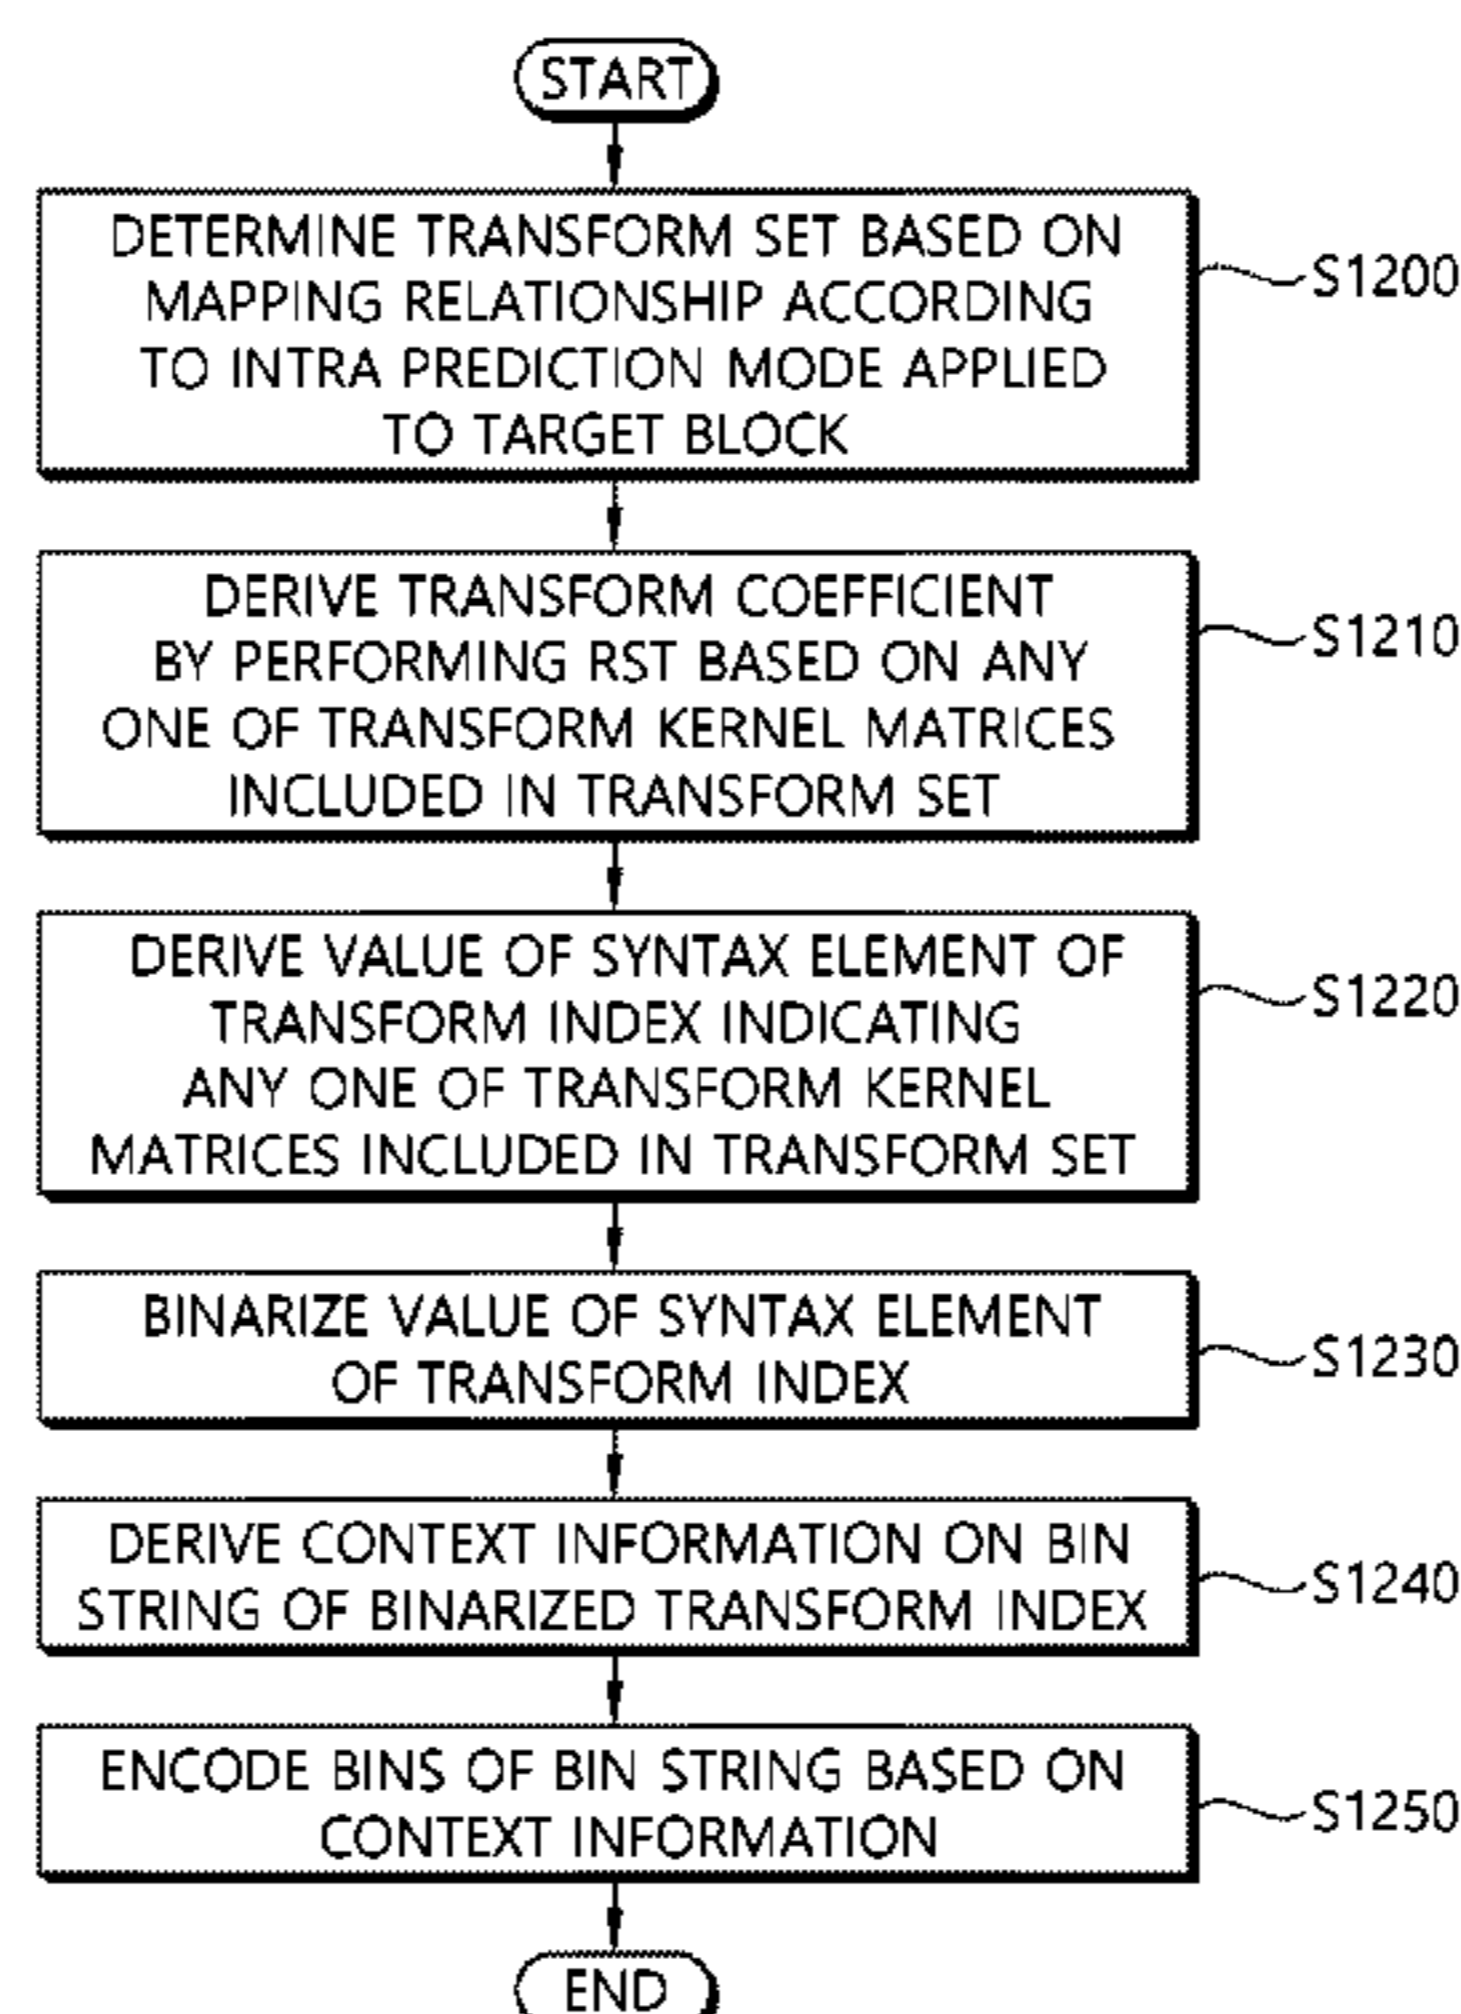 START
DETERMINE TRANSFORM SET BASED ON
MAPPING RELATIONSHIP ACCORDING
TO INTRA PREDICTION MODE APPLIED
TO TARGET BLOCK
S1200
DERIVE TRANSFORM COEFFICIENT
BY PERFORMING RST BASED ON ANY
ONE OF TRANSFORM KERNEL MATRICES
INCLUDED IN TRANSFORM SET
S1210
DERIVE VALUE OF SYNTAX ELEMENT OF
TRANSFORM INDEX INDICATING
ANY ONE OF TRANSFORM KERNEL
MATRICES INCLUDED IN TRANSFORM SET
S1220
BINARIZE VALUE OF SYNTAX ELEMENT
OF TRANSFORM INDEX
S1230
DERIVE CONTEXT INFORMATION ON BIN
STRING OF BINARIZED TRANSFORM INDEX
S1240
ENCODE BINS OF BIN STRING BASED ON
CONTEXT INFORMATION
S1250
END